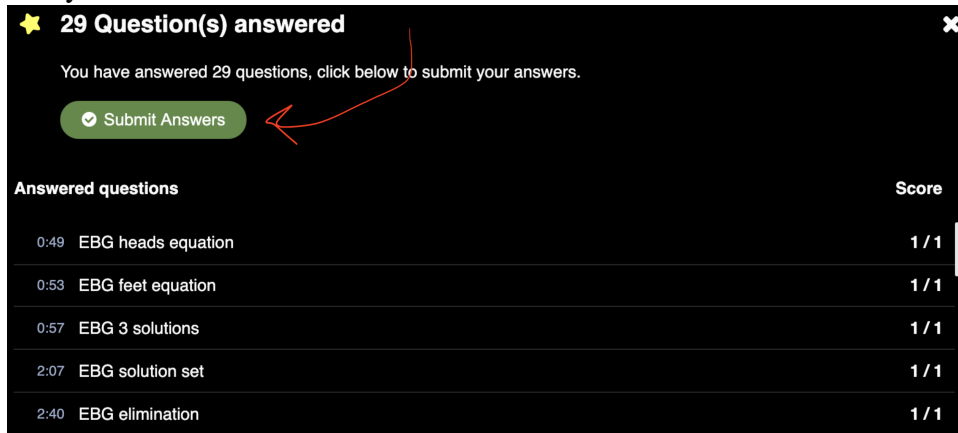 29 Question(s) answered
You have answered 29 questions, click below to submit your answers.
Submit Answers
Answered questions Score
0:49 EBG heads equation 1 / 1
0:53 EBG feet equation 1 / 1
0:57 EBG 3 solutions 1 / 1
2:07 EBG solution set 1 / 1
2:40 EBG elimination 1 / 1